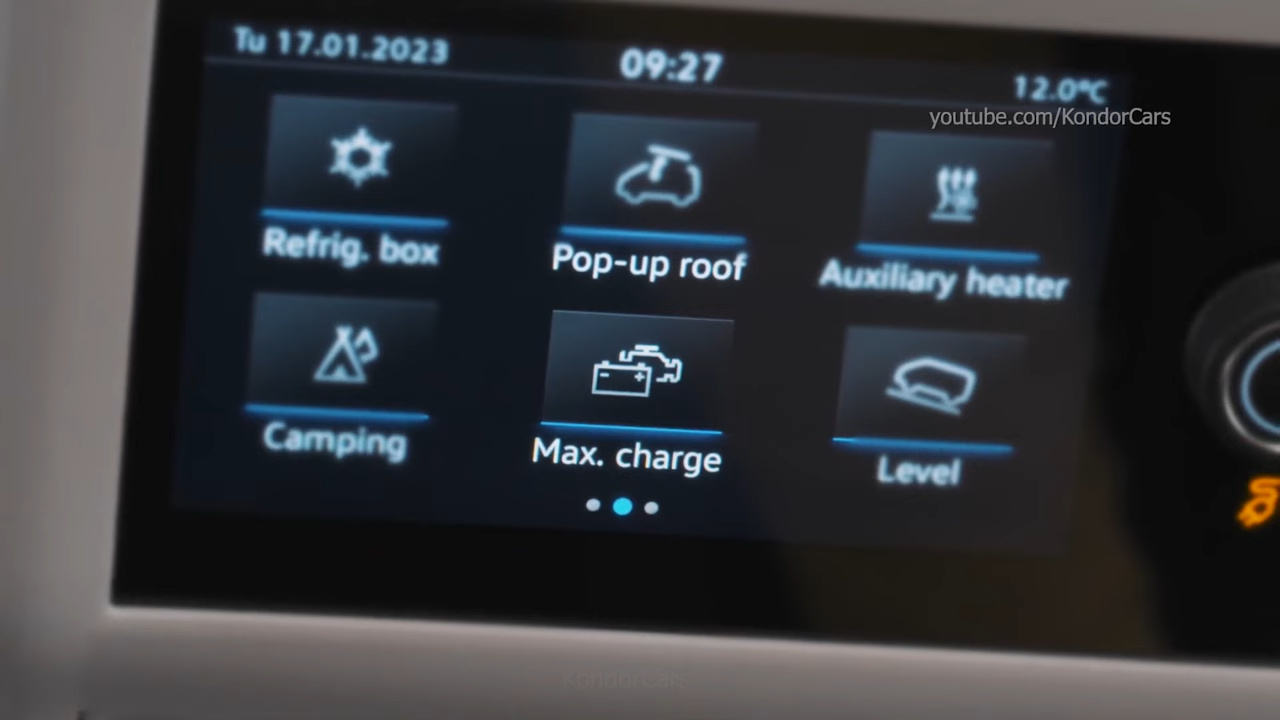 Tu 17.01.2023
09:27
12.0°C
youtube.com/KondorCars
Refrig. box
Pop-up roof
Auxiliary heater
Camping
Max. charge
Level
KondorCars